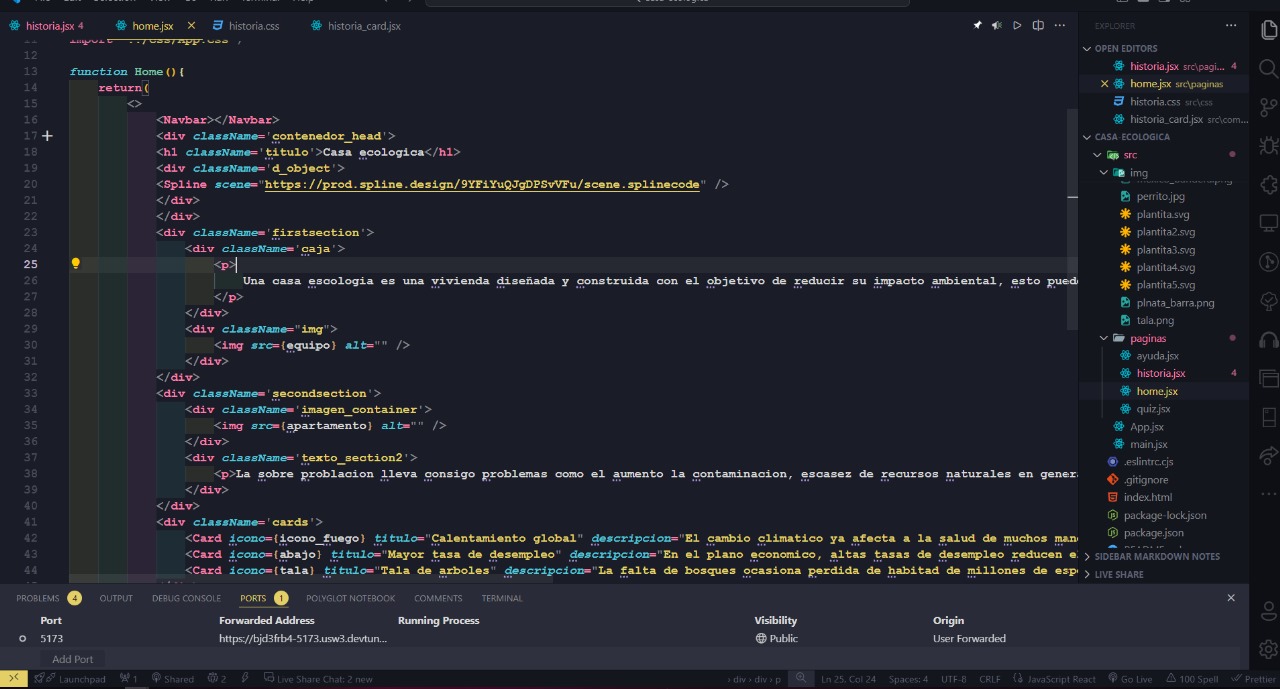 historia.jsx 4
home.jsx
historia.css
historia_card.jsx
EXPLORER
12
13 function Home(){
14 return(
15 <>
16 <Navbar></Navbar>
17 <div className='contenedor_head'>
18 <h1 className='titulo'>Casa ecologica</h1>
19 <div className='d_object'>
20 <Spline scene="https://prod.spline.design/9YFiYuQJgDPSvVFu/scene.splinecode" />
21 </div>
22 </div>
23 <div className='firstsection'>
24 <div className='caja'>
25 <p>
26 Una casa escologia es una vivienda diseñada y construida con el objetivo de reducir su impacto ambiental, esto pued
27 </p>
28 </div>
29 <div className="img">
30 <img src={equipo} alt="" />
31 </div>
32 </div>
33 <div className='secondsection'>
34 <div className='imagen_container'>
35 <img src={apartamento} alt="" />
36 </div>
37 <div className='texto_section2'>
38 <p>La sobre problacion lleva consigo problemas como el aumento la contaminacion, escasez de recursos naturales en genera
39 </div>
40 </div>
41 <div className='cards'>
42 <Card icono={icono_fuego} titulo="Calentamiento global" descripcion="El cambio climatico ya afecta a la salud de muchos man
43 <Card icono={abajo} titulo="Mayor tasa de desempleo" descripcion="En el plano economico, altas tasas de desempleo reducen e
44 <Card icono={tala} titulo="Tala de arboles" descripcion="La falta de bosques ocasiona perdida de habitad de millones de esp
OPEN EDITORS
historia.jsx src\pagi... 4
home.jsx src\paginas
historia.css src\css
historia_card.jsx src\com...
CASA-ECOLOGICA
src
img
perrito.jpg
plantita.svg
plantita2.svg
plantita3.svg
plantita4.svg
plantita5.svg
plnata_barra.png
tala.png
paginas
ayuda.jsx
historia.jsx 4
home.jsx
quiz.jsx
App.jsx
main.jsx
.eslintrc.cjs
.gitignore
index.html
package-lock.json
package.json
SIDEBAR MARKDOWN NOTES
LIVE SHARE
PROBLEMS 4 OUTPUT DEBUG CONSOLE PORTS 1 POLYGLOT NOTEBOOK COMMENTS TERMINAL
Port Forwarded Address Running Process Visibility Origin
5173 https://bjd3frb4-5173.usw3.devtun... Public User Forwarded
Add Port
Launchpad 1 Shared 2 Live Share Chat: 2 new › div › div › p Ln 25, Col 24 Spaces: 4 UTF-8 CRLF JavaScript React Go Live 100 Spell Prettier